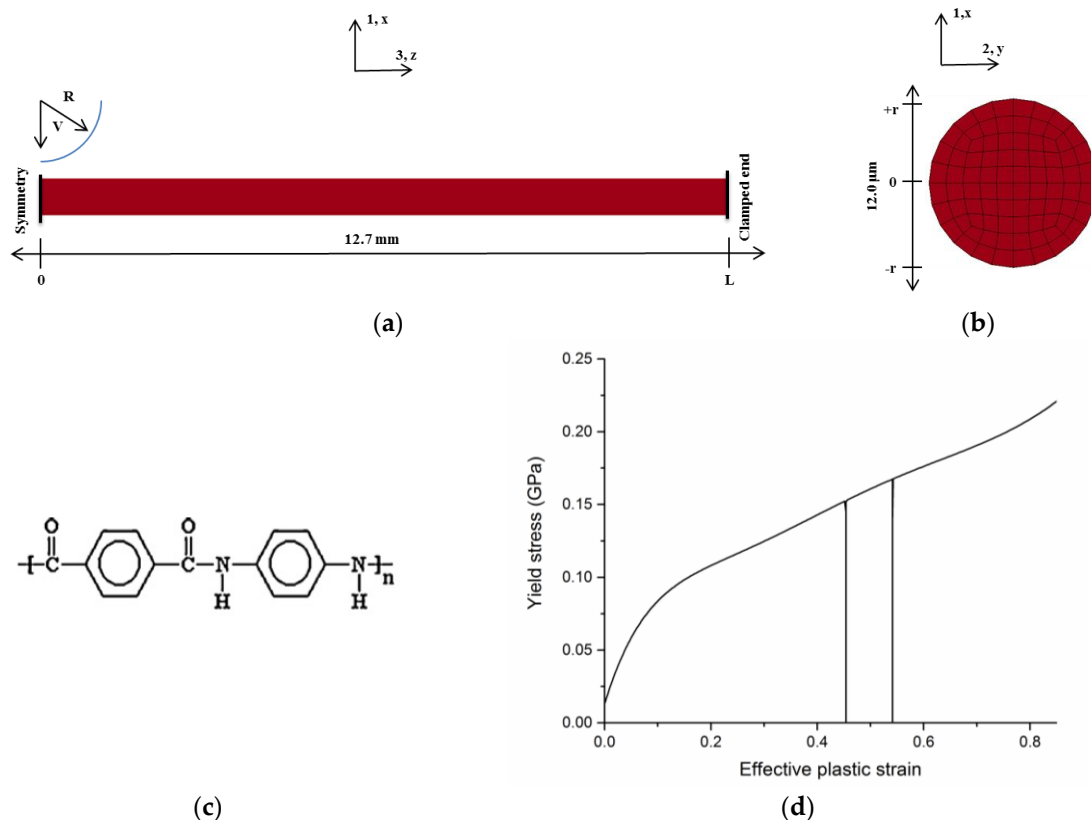 1, x
3, z
R
V
Symmetry
Clamped end
12.7 mm
0
L
(a)
1,x
2, y
+r
0
-r
12.0 μm
(b)
O
O
-[-C-
-C-N-
-N-]-n
H
H
(c)
0.25
0.20
0.15
0.10
0.05
0.00
Yield stress (GPa)
0.0 0.2 0.4 0.6 0.8
Effective plastic strain
(d)